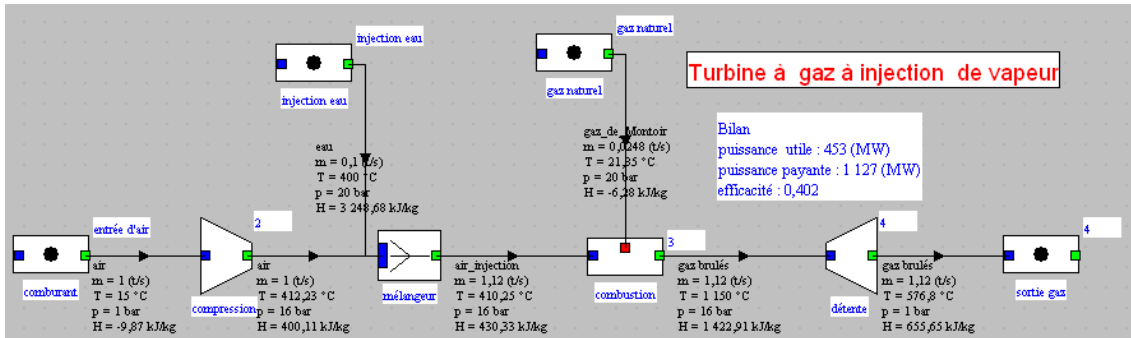 injection eau
injection eau
gaz naturel
gaz naturel
Turbine à gaz à injection de vapeur
Bilan
puissance utile : 453 (MW)
puissance payante : 1 127 (MW)
efficacité : 0,402
eau
m = 0,1 (t/s)
T = 400 °C
p = 20 bar
H = 3 248,68 kJ/kg
gaz_de_Montoir
m = 0,0248 (t/s)
T = 21,35 °C
p = 20 bar
H = -6,28 kJ/kg
entrée d'air
comburant
air
m = 1 (t/s)
T = 15 °C
p = 1 bar
H = -9,87 kJ/kg
2
compression
air
m = 1 (t/s)
T = 412,23 °C
p = 16 bar
H = 400,11 kJ/kg
mélangeur
air_injection
m = 1,12 (t/s)
T = 410,25 °C
p = 16 bar
H = 430,33 kJ/kg
3
combustion
gaz brulés
m = 1,12 (t/s)
T = 1 150 °C
p = 16 bar
H = 1 422,91 kJ/kg
4
détente
gaz brulés
m = 1,12 (t/s)
T = 576,8 °C
p = 1 bar
H = 655,65 kJ/kg
4
sortie gaz